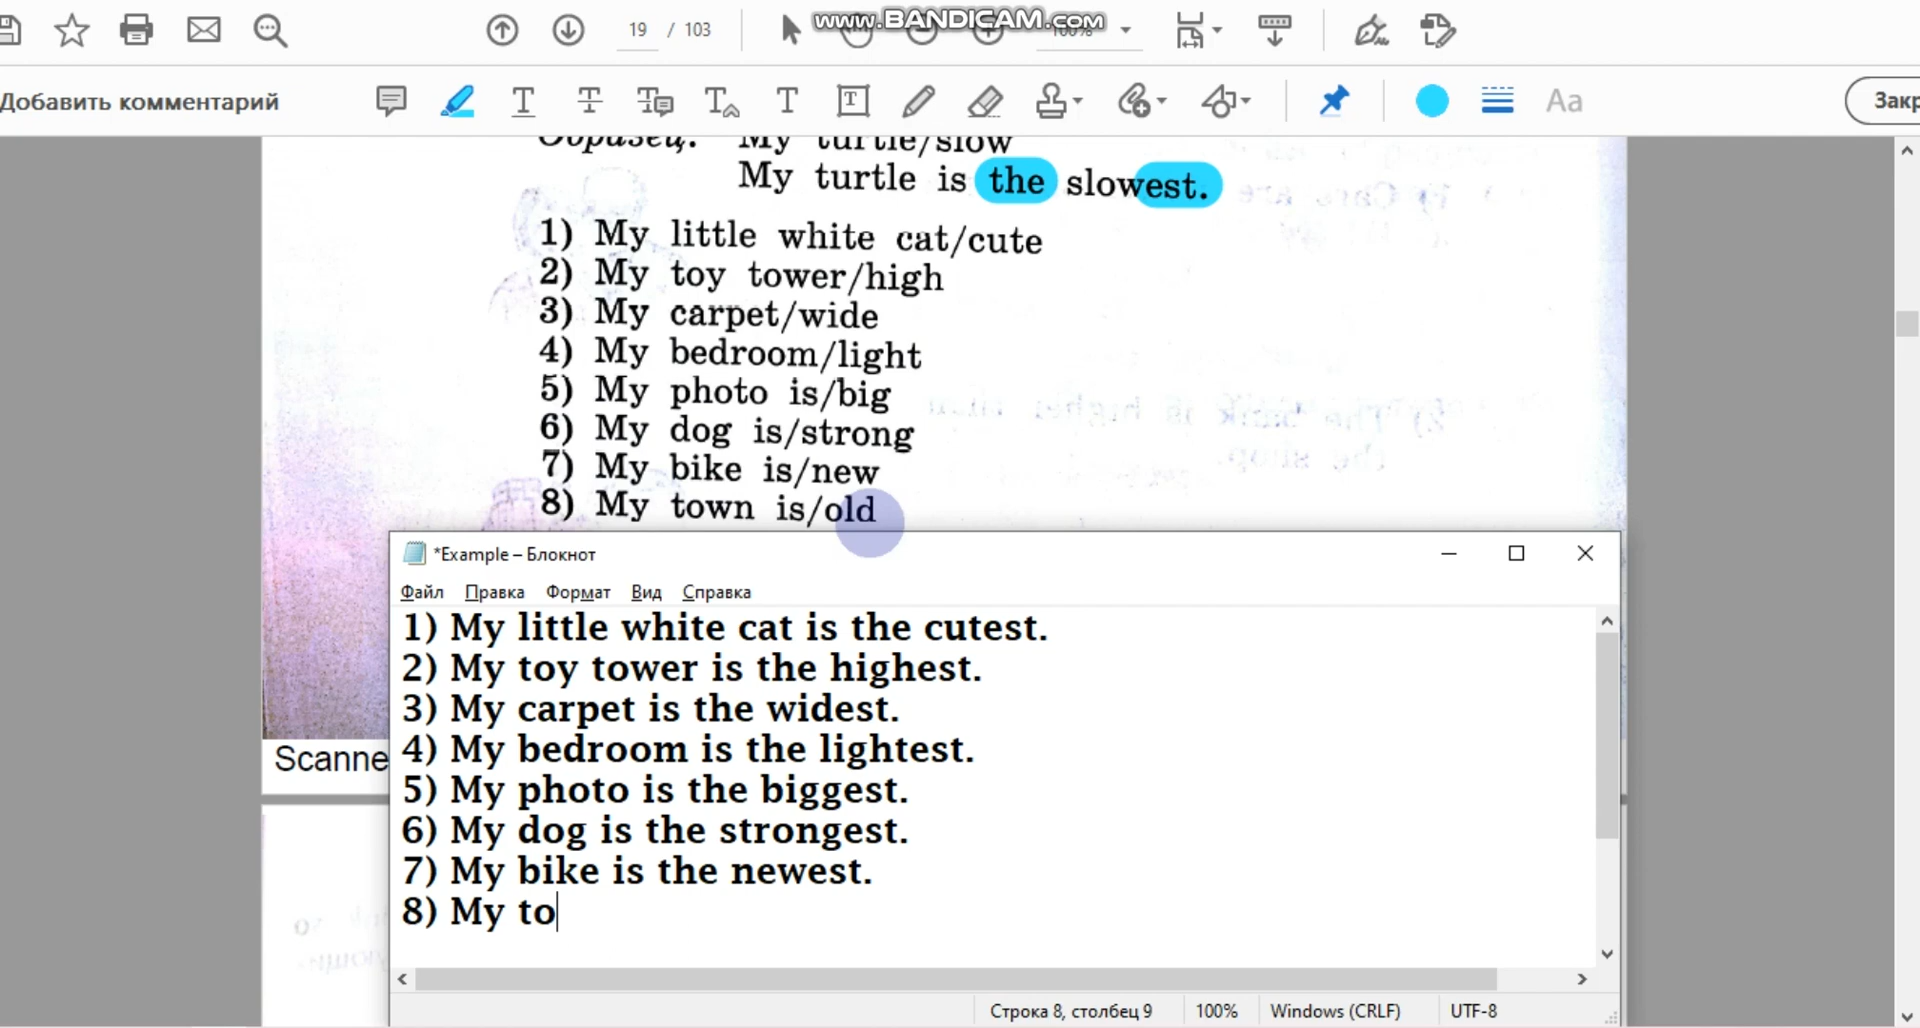 www.BANDICAM.com
19 / 103
100%
Добавить комментарий
Aa
Образец. My turtle/slow
My turtle is the slowest.
1) My little white cat/cute
2) My toy tower/high
3) My carpet/wide
4) My bedroom/light
5) My photo is/big
6) My dog is/strong
7) My bike is/new
8) My town is/old
Scanne
*Example – Блокнот
Файл Правка Формат Вид Справка
1) My little white cat is the cutest.
2) My toy tower is the highest.
3) My carpet is the widest.
4) My bedroom is the lightest.
5) My photo is the biggest.
6) My dog is the strongest.
7) My bike is the newest.
8) My to
Строка 8, столбец 9 100% Windows (CRLF) UTF-8